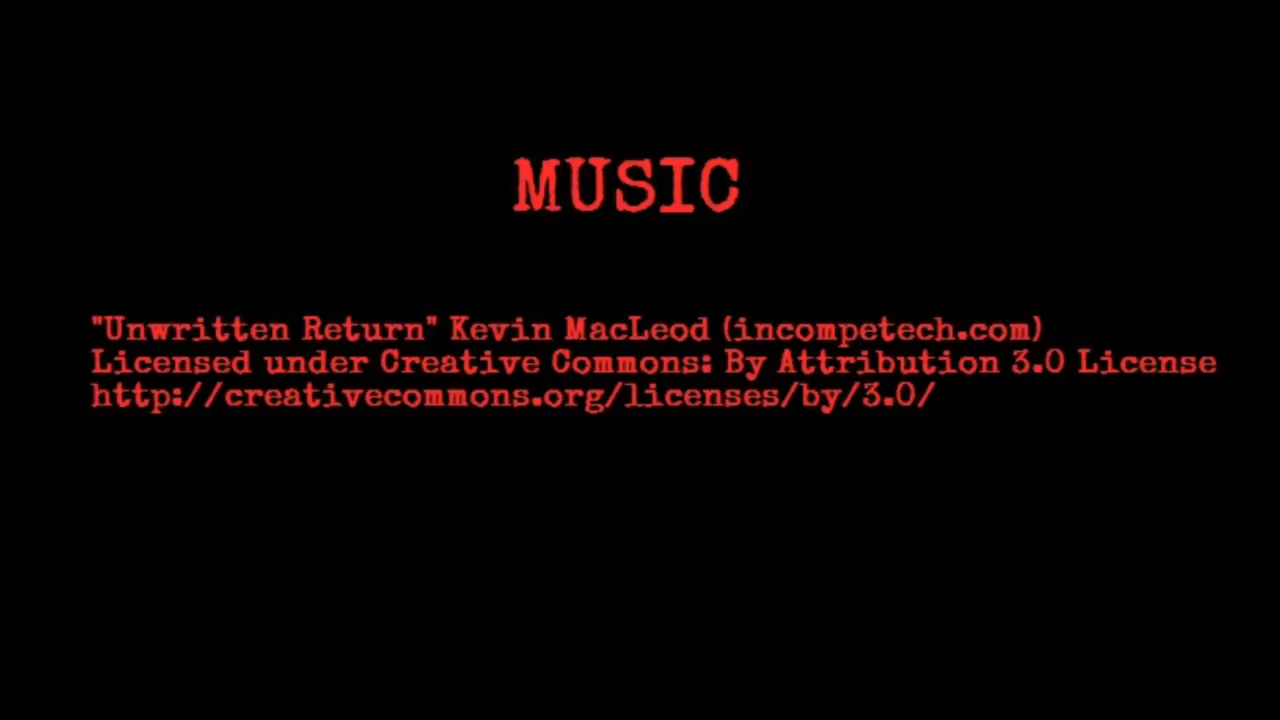 MUSIC
"Unwritten Return" Kevin MacLeod (incompetech.com)
Licensed under Creative Commons: By Attribution 3.0 License
http://creativecommons.org/licenses/by/3.0/